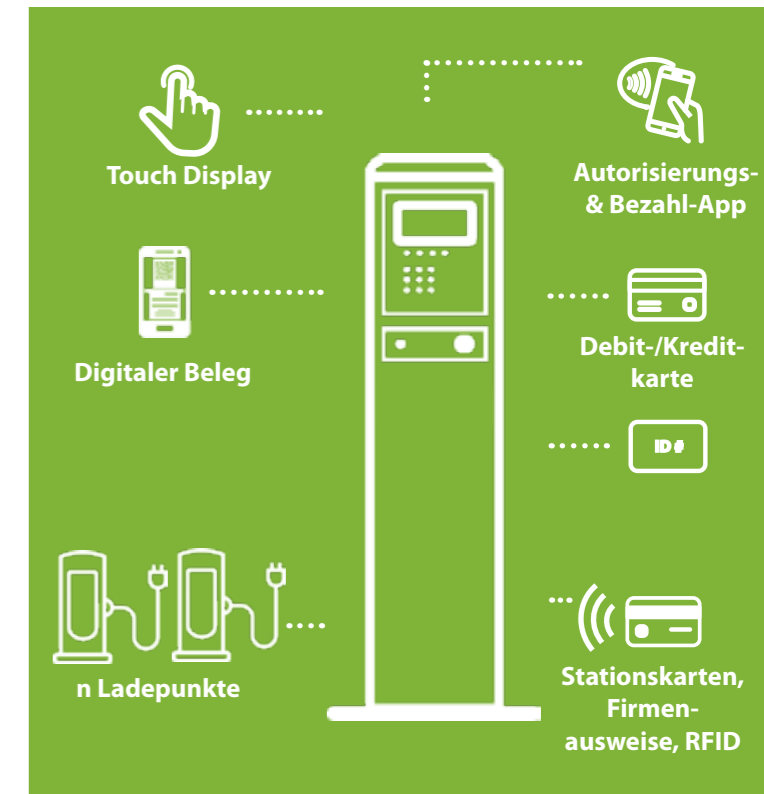 Touch Display
Autorisierungs-
& Bezahl-App
Digitaler Beleg
Debit-/Kredit-
karte
ID #
n Ladepunkte
Stationskarten,
Firmen-
ausweise, RFID